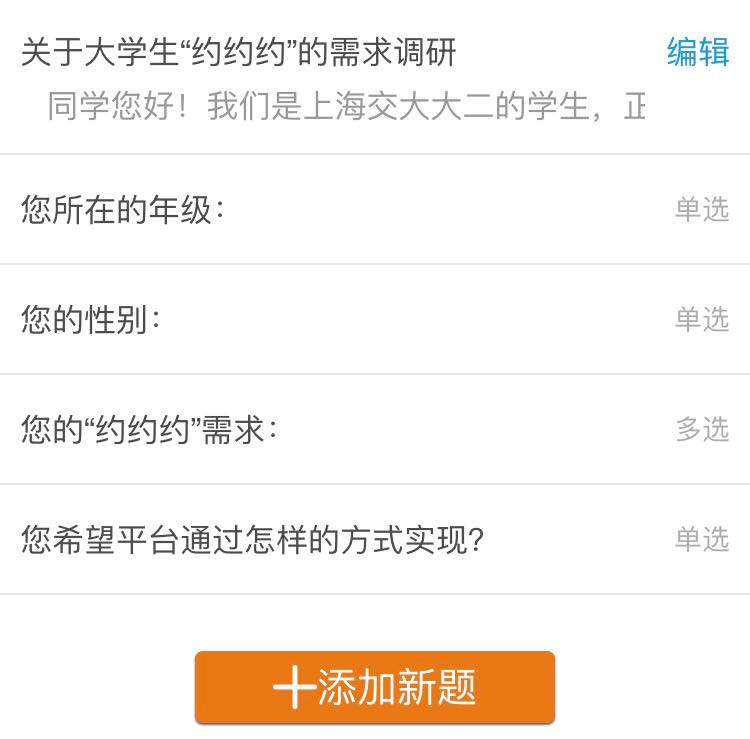 关于大学生“约约约”的需求调研
编辑
同学您好！我们是上海交大大二的学生，正
您所在的年级：
单选
您的性别：
单选
您的“约约约”需求：
多选
您希望平台通过怎样的方式实现？
单选
+添加新题